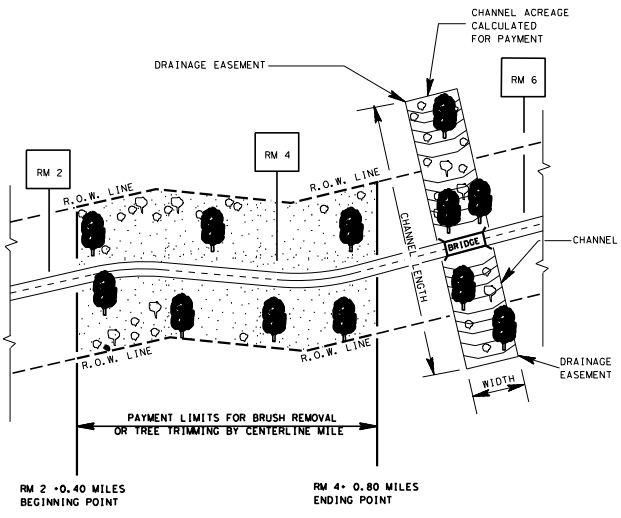 CHANNEL ACREAGE
CALCULATED
FOR PAYMENT
DRAINAGE EASEMENT
RM 6
RM 4
RM 2
R.O.W. LINE
R.O.W. LINE
CHANNEL LENGTH
BRIDGE
CHANNEL
R.O.W. LINE
R.O.W. LINE
DRAINAGE
EASEMENT
WIDTH
PAYMENT LIMITS FOR BRUSH REMOVAL
OR TREE TRIMMING BY CENTERLINE MILE
RM 2 +0.40 MILES
BEGINNING POINT
RM 4+ 0.80 MILES
ENDING POINT